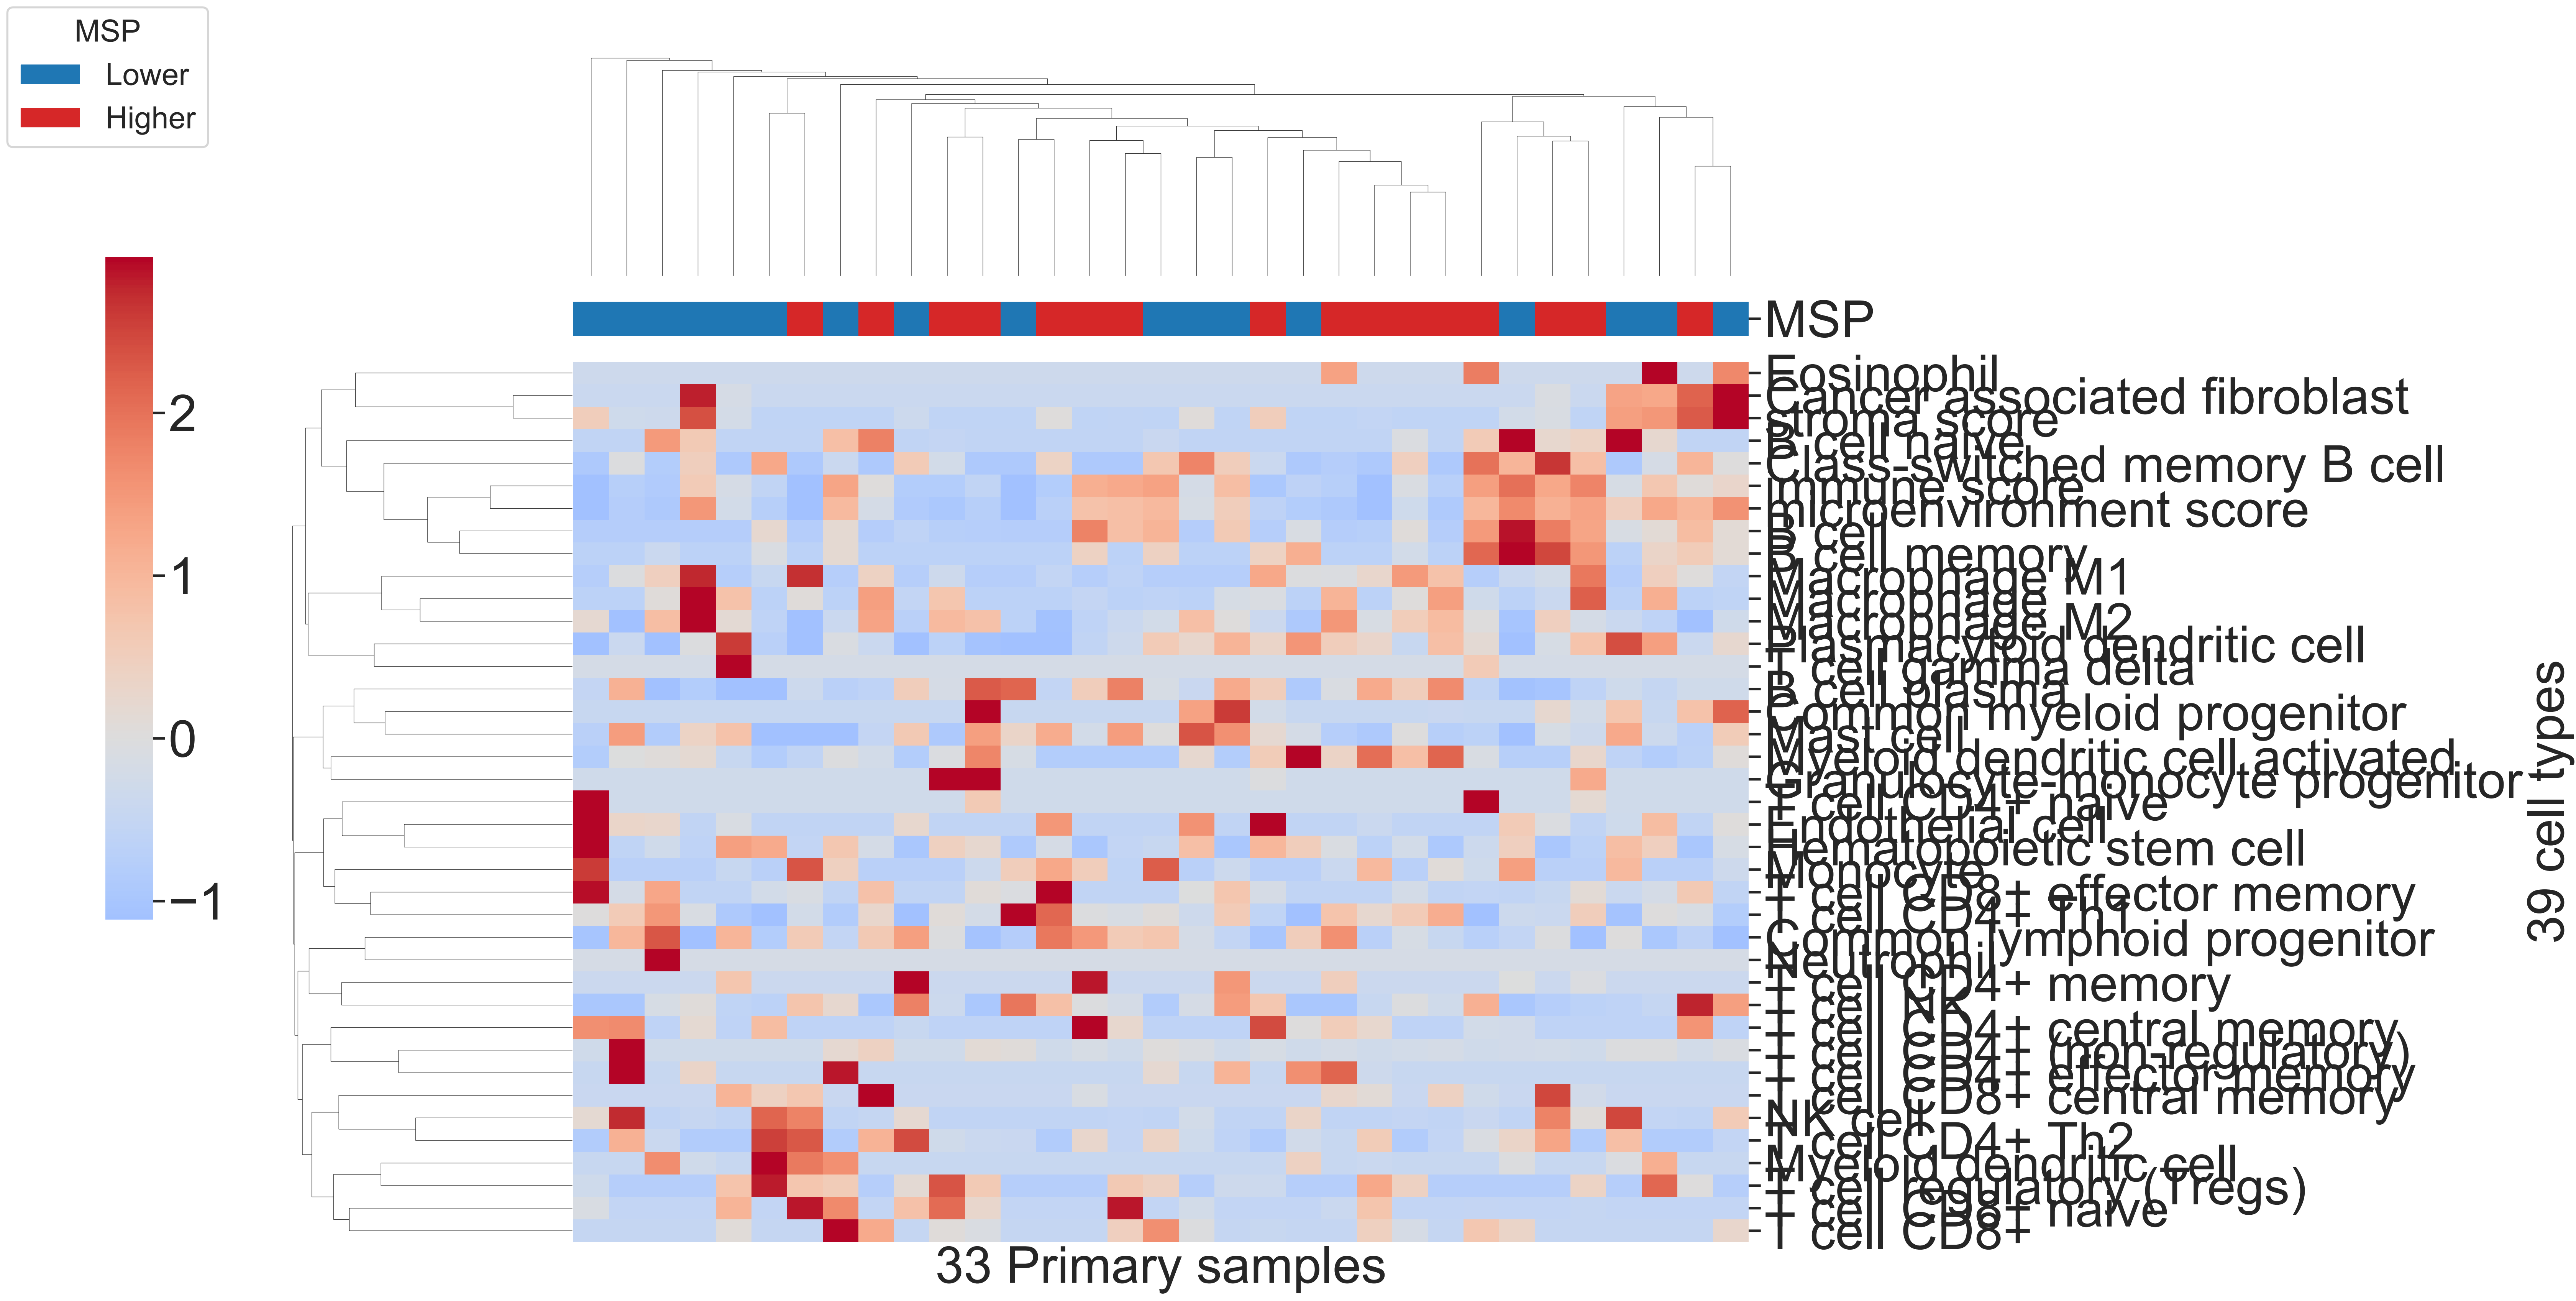 MSP
Lower
Higher
2
1
0
−1
MSP
Eosinophil
Cancer associated fibroblast
stroma score
B cell naive
Class-switched memory B cell
immune score
microenvironment score
B cell
B cell memory
Macrophage M1
Macrophage
Macrophage M2
Plasmacytoid dendritic cell
T cell gamma delta
B cell plasma
Common myeloid progenitor
Mast cell
Myeloid dendritic cell activated
Granulocyte-monocyte progenitor
T cell CD4+ naive
Endothelial cell
Hematopoietic stem cell
Monocyte
T cell CD8+ effector memory
T cell CD4+ Th1
Common lymphoid progenitor
Neutrophil
T cell CD4+ memory
T cell NK
T cell CD4+ central memory
T cell CD4+ (non-regulatory)
T cell CD4+ effector memory
T cell CD8+ central memory
NK cell
T cell CD4+ Th2
Myeloid dendritic cell
T cell regulatory (Tregs)
T cell CD8+ naive
T cell CD8+
39 cell types
33 Primary samples